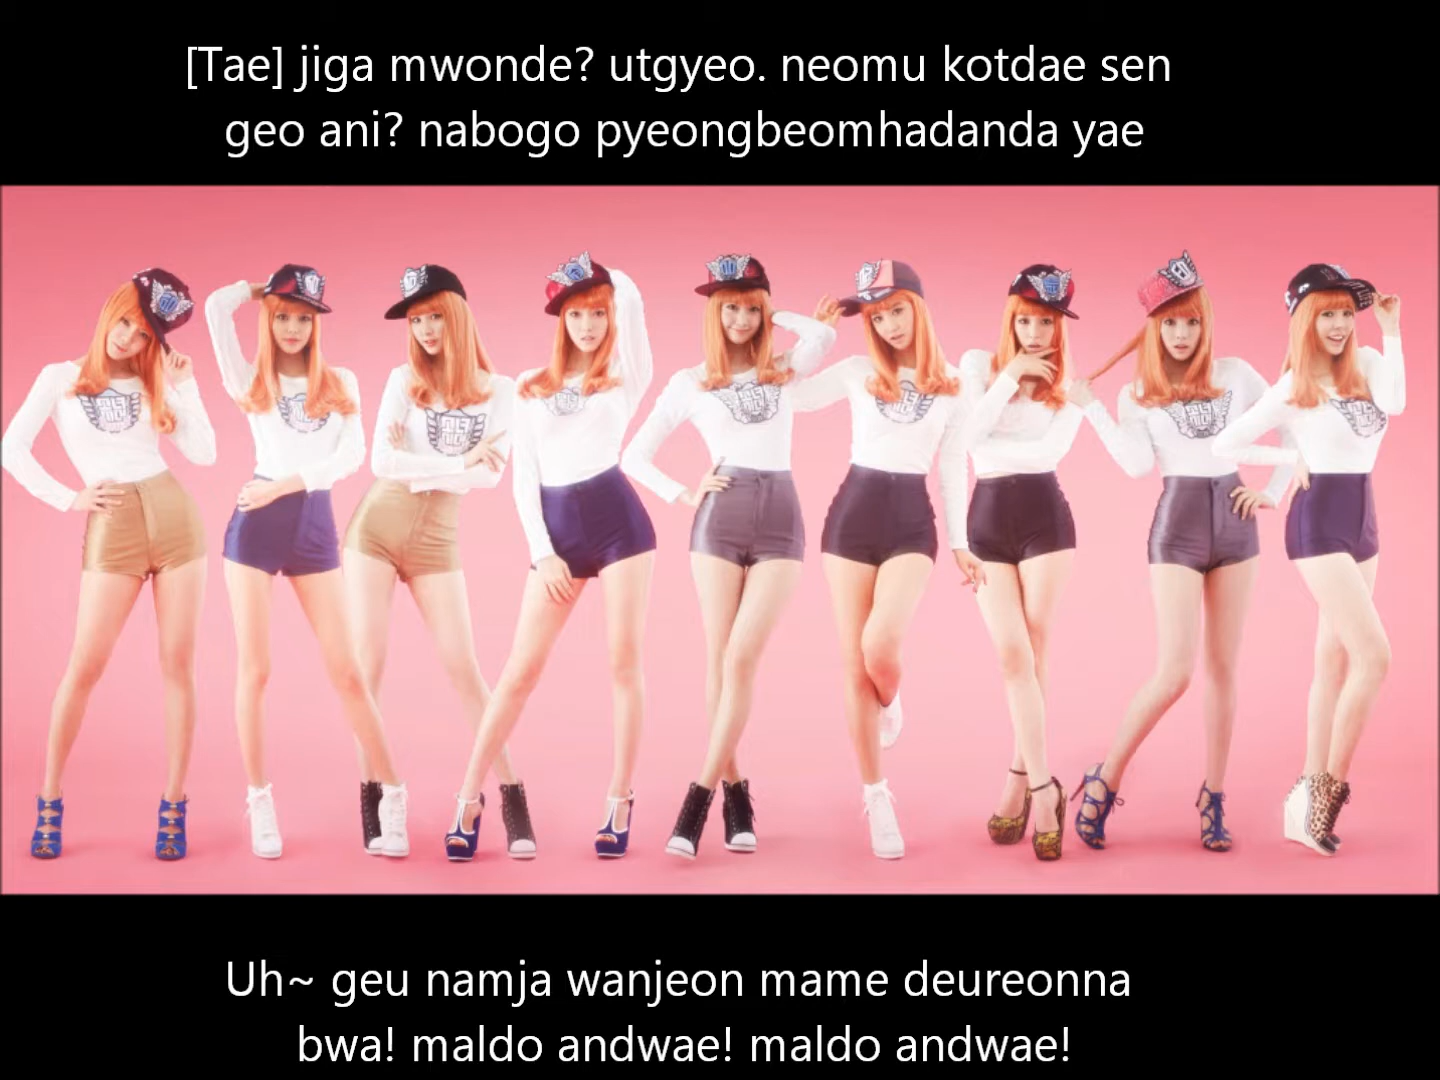 [Tae] jiga mwonde? utgyeo. neomu kotdae sen
geo ani? nabogo pyeongbeomhadanda yae
Uh~ geu namja wanjeon mame deureonna
bwa! maldo andwae! maldo andwae!